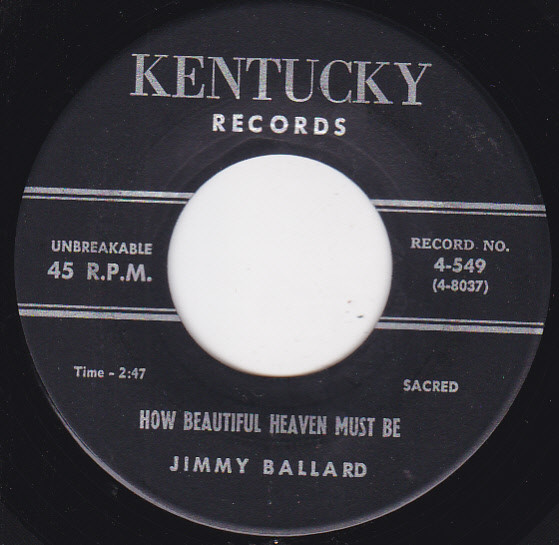 KENTUCKY
RECORDS
UNBREAKABLE
45 R.P.M.
RECORD NO.
4-549
(4-8037)
Time - 2:47
SACRED
HOW BEAUTIFUL HEAVEN MUST BE
JIMMY BALLARD